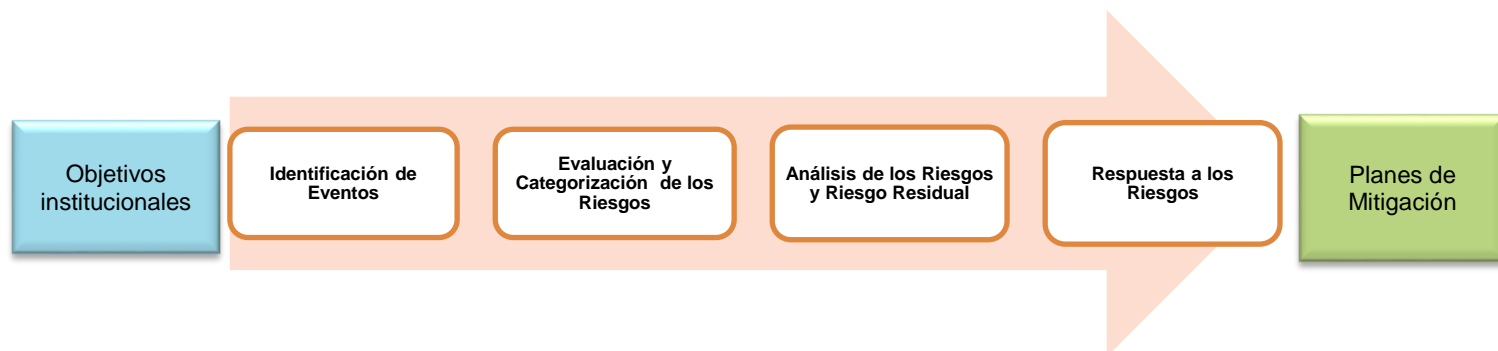 Objetivos
institucionales
Identificación de
Eventos
Evaluación y
Categorización de los
Riesgos
Análisis de los Riesgos
y Riesgo Residual
Respuesta a los
Riesgos
Planes de
Mitigación